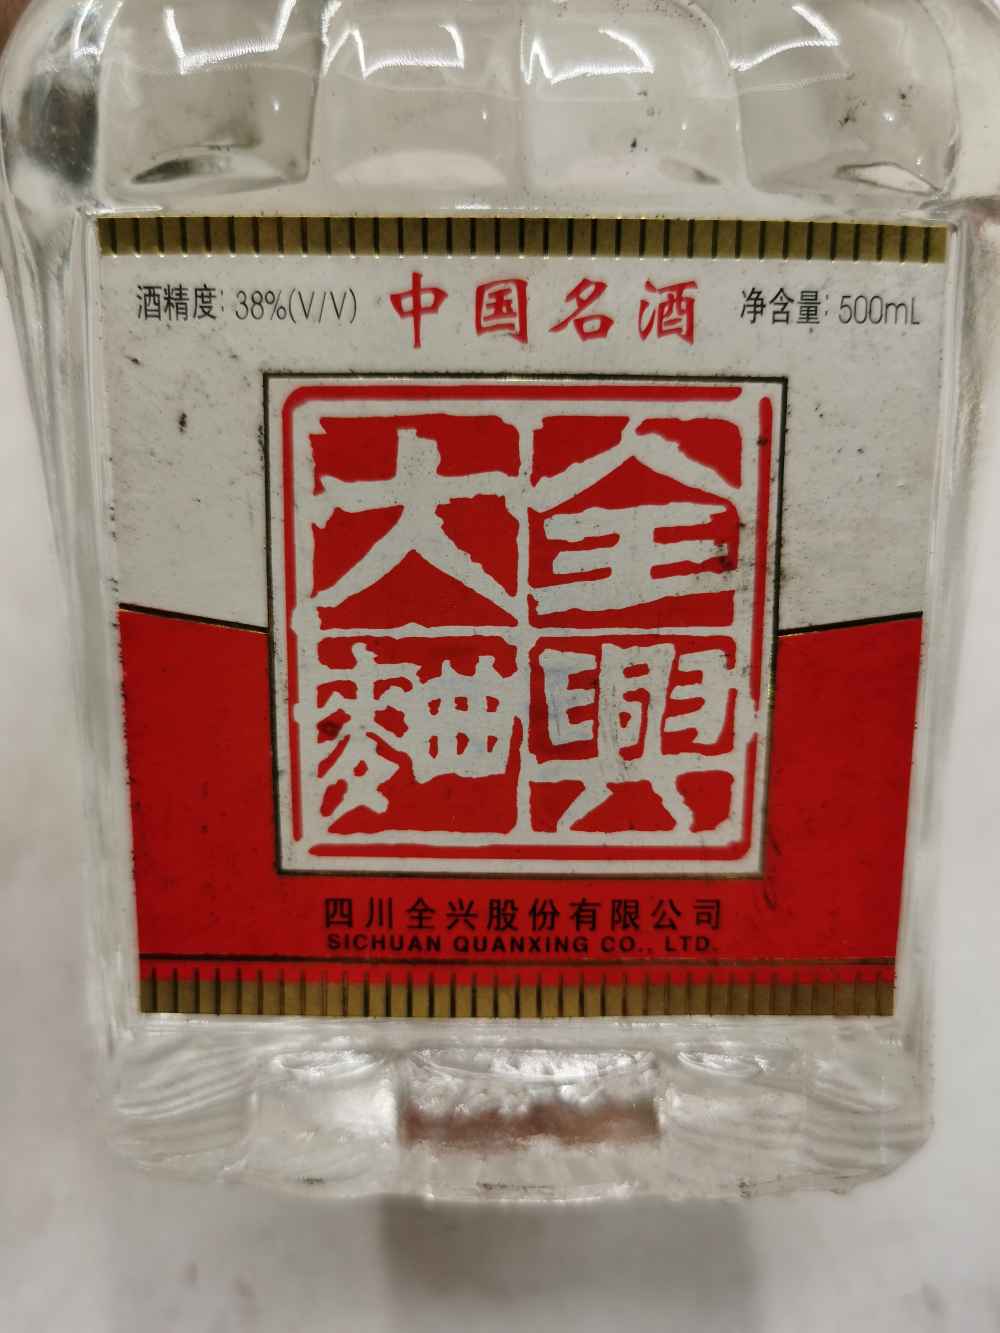 酒精度: 38%(V/V) 中国名酒 净含量: 500mL
全興
大麯
四川全兴股份有限公司
SICHUAN QUANXING CO., LTD.